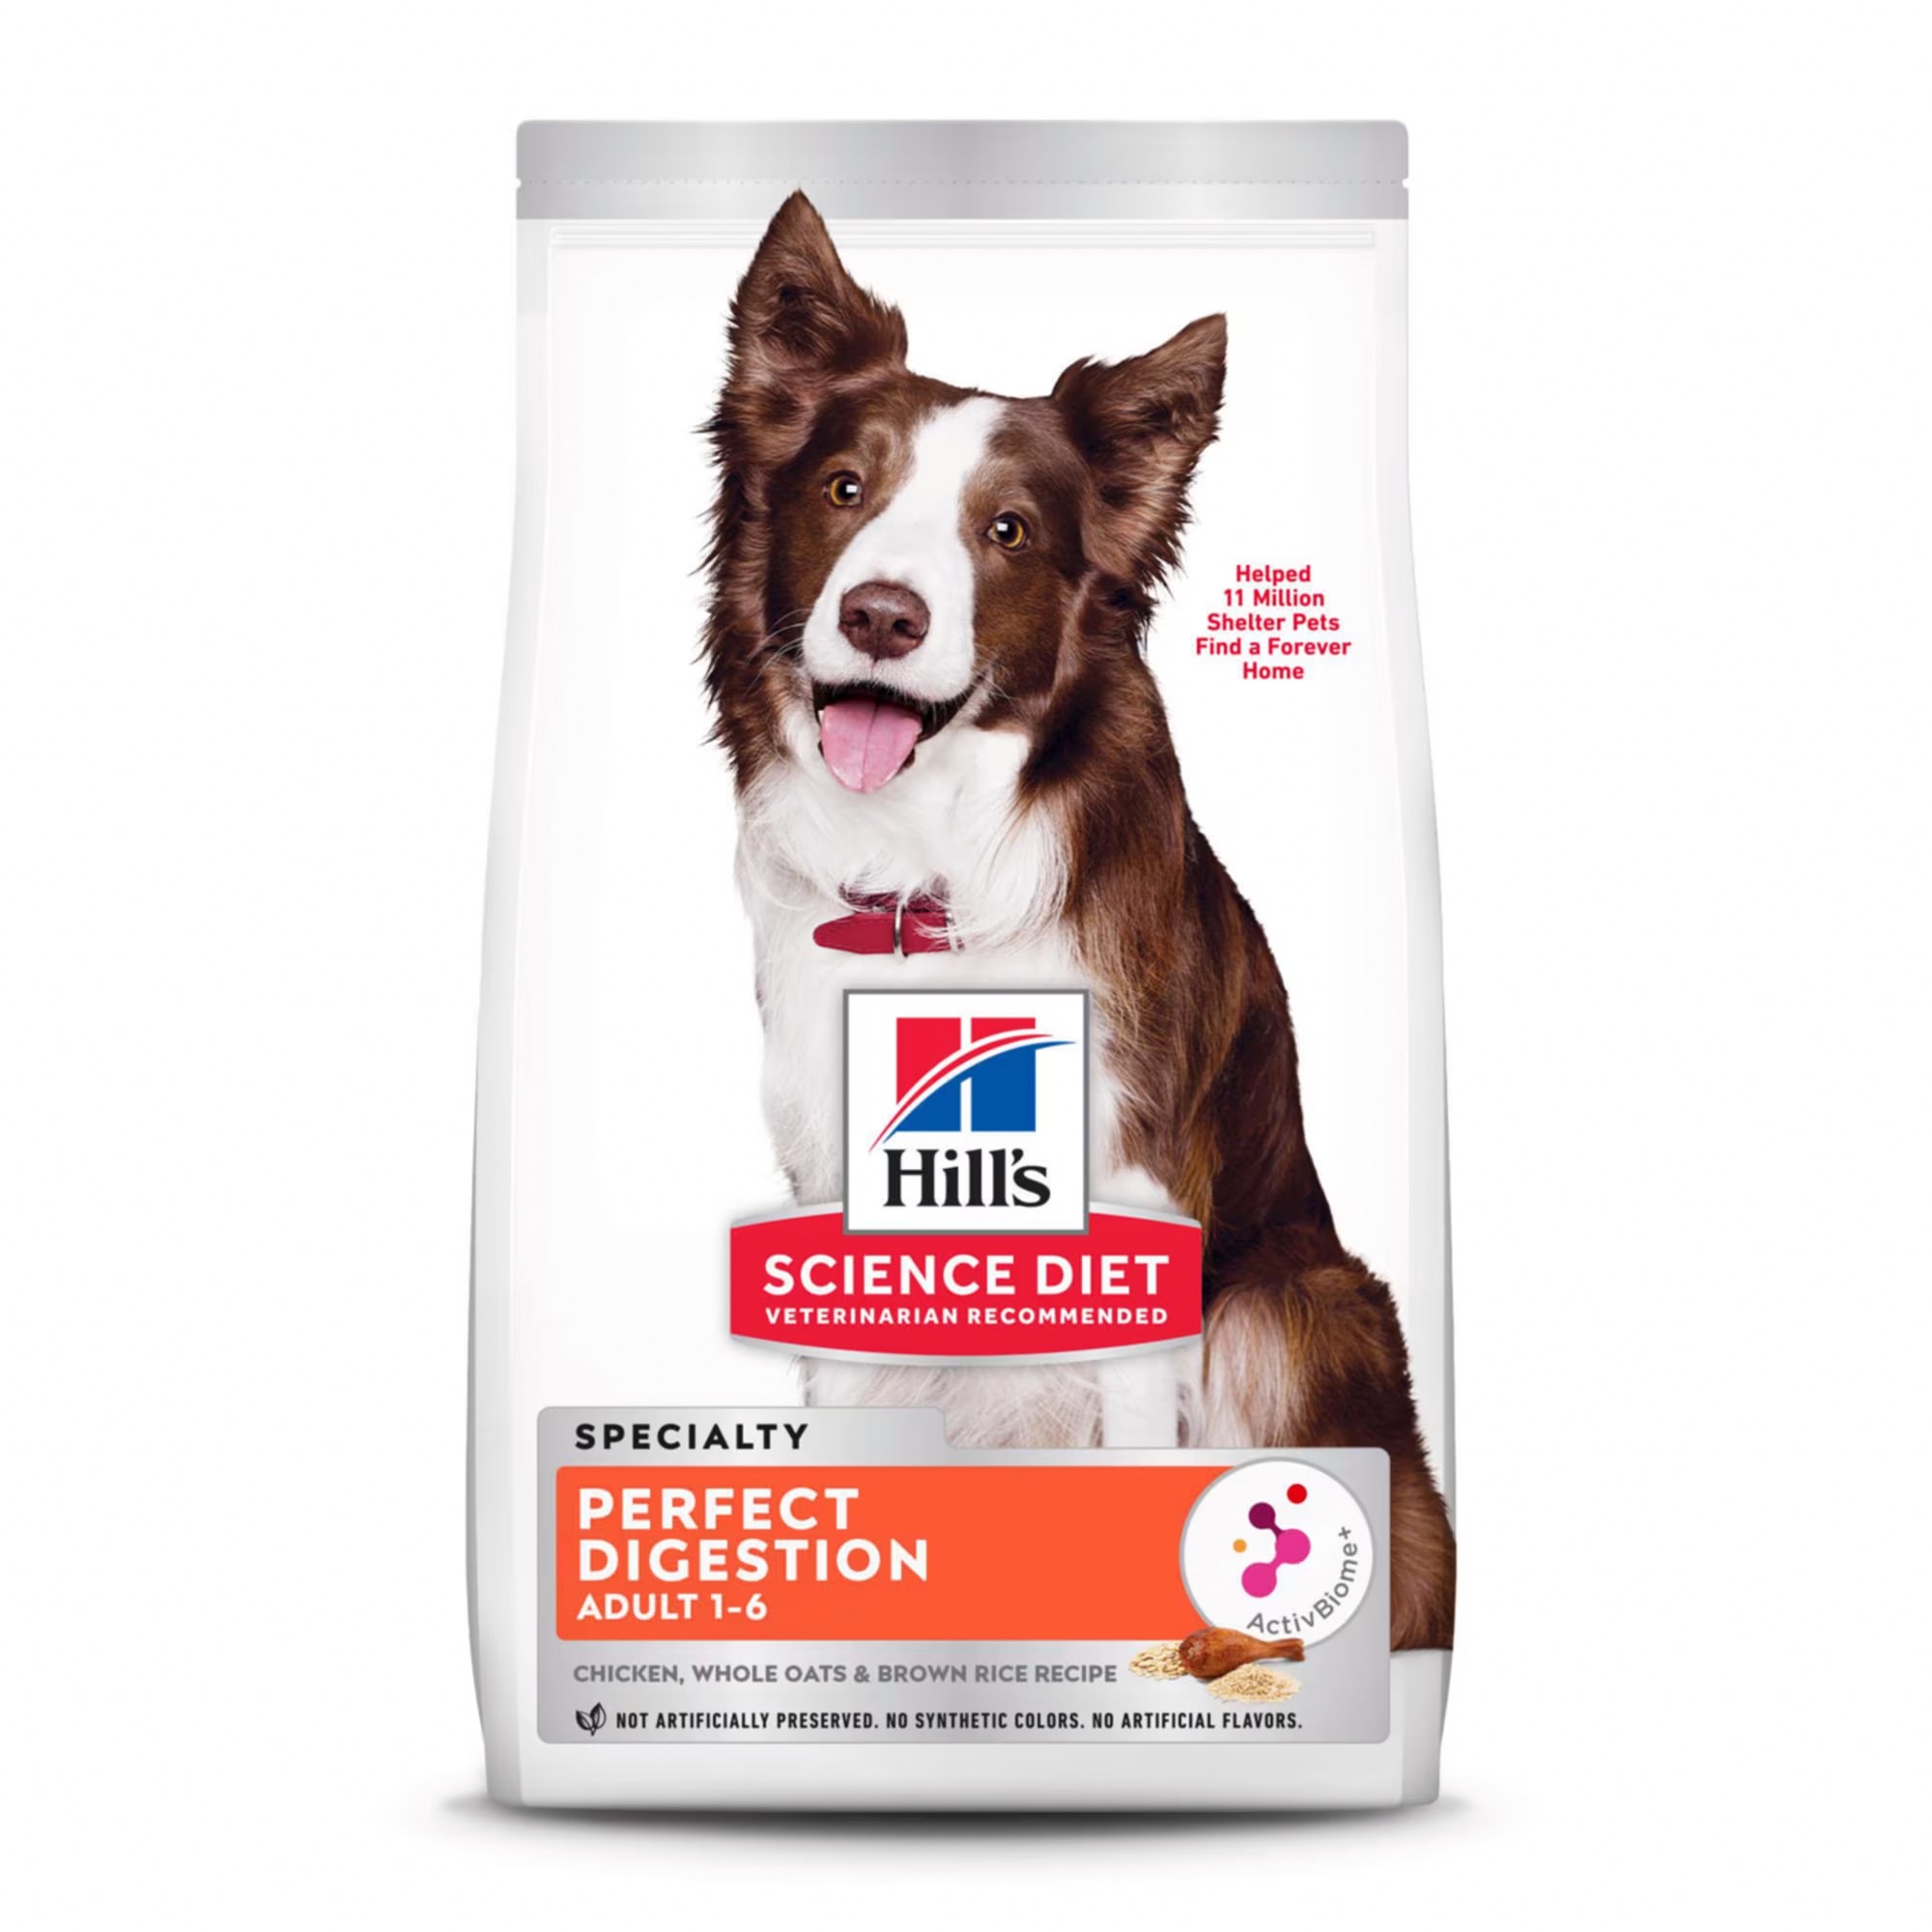 Helped
11 Million
Shelter Pets
Find a Forever
Home
Hill's
SCIENCE DIET
VETERINARIAN RECOMMENDED
SPECIALTY
PERFECT
DIGESTION
ADULT 1-6
ActivBiome+
CHICKEN, WHOLE OATS & BROWN RICE RECIPE
NOT ARTIFICIALLY PRESERVED. NO SYNTHETIC COLORS. NO ARTIFICIAL FLAVORS.